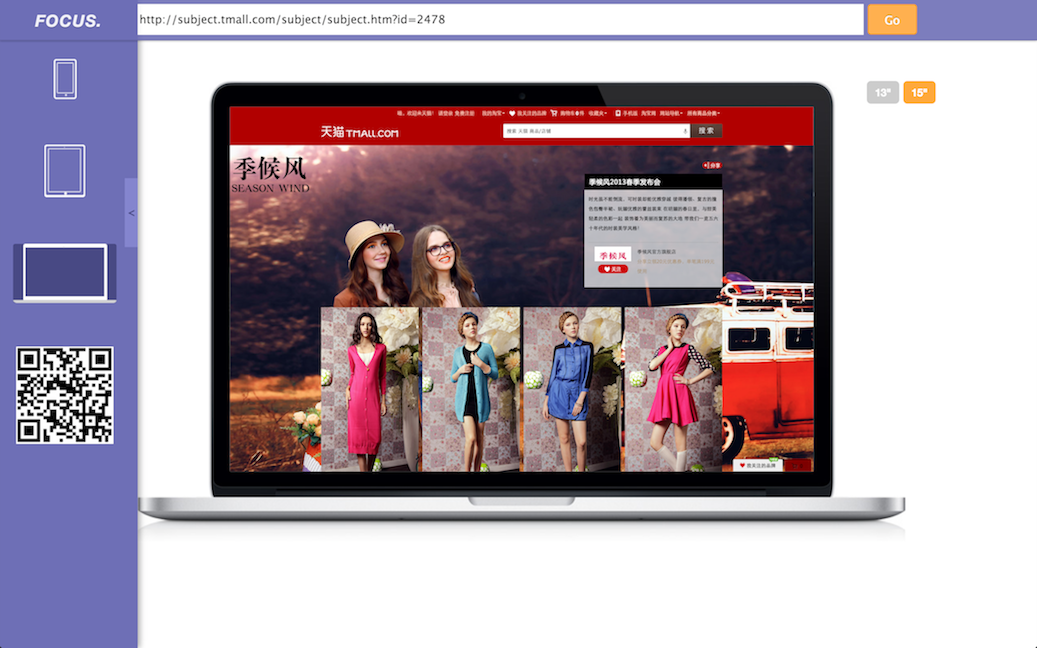 FOCUS.
http://subject.tmall.com/subject/subject.htm?id=2478
Go
13"
15"
喵，欢迎来天猫！ 请登录 免费注册 我的淘宝 我关注的品牌 购物车0件 收藏夹 手机版 淘宝网 网站导航 所有商品分类
天猫 TMALL.COM
搜索 天猫 商品/店铺
搜 索
季候风
SEASON WIND
分享
季候风2013春季发布会
季候风
季候风官方旗舰店
关注
我关注的品牌
<